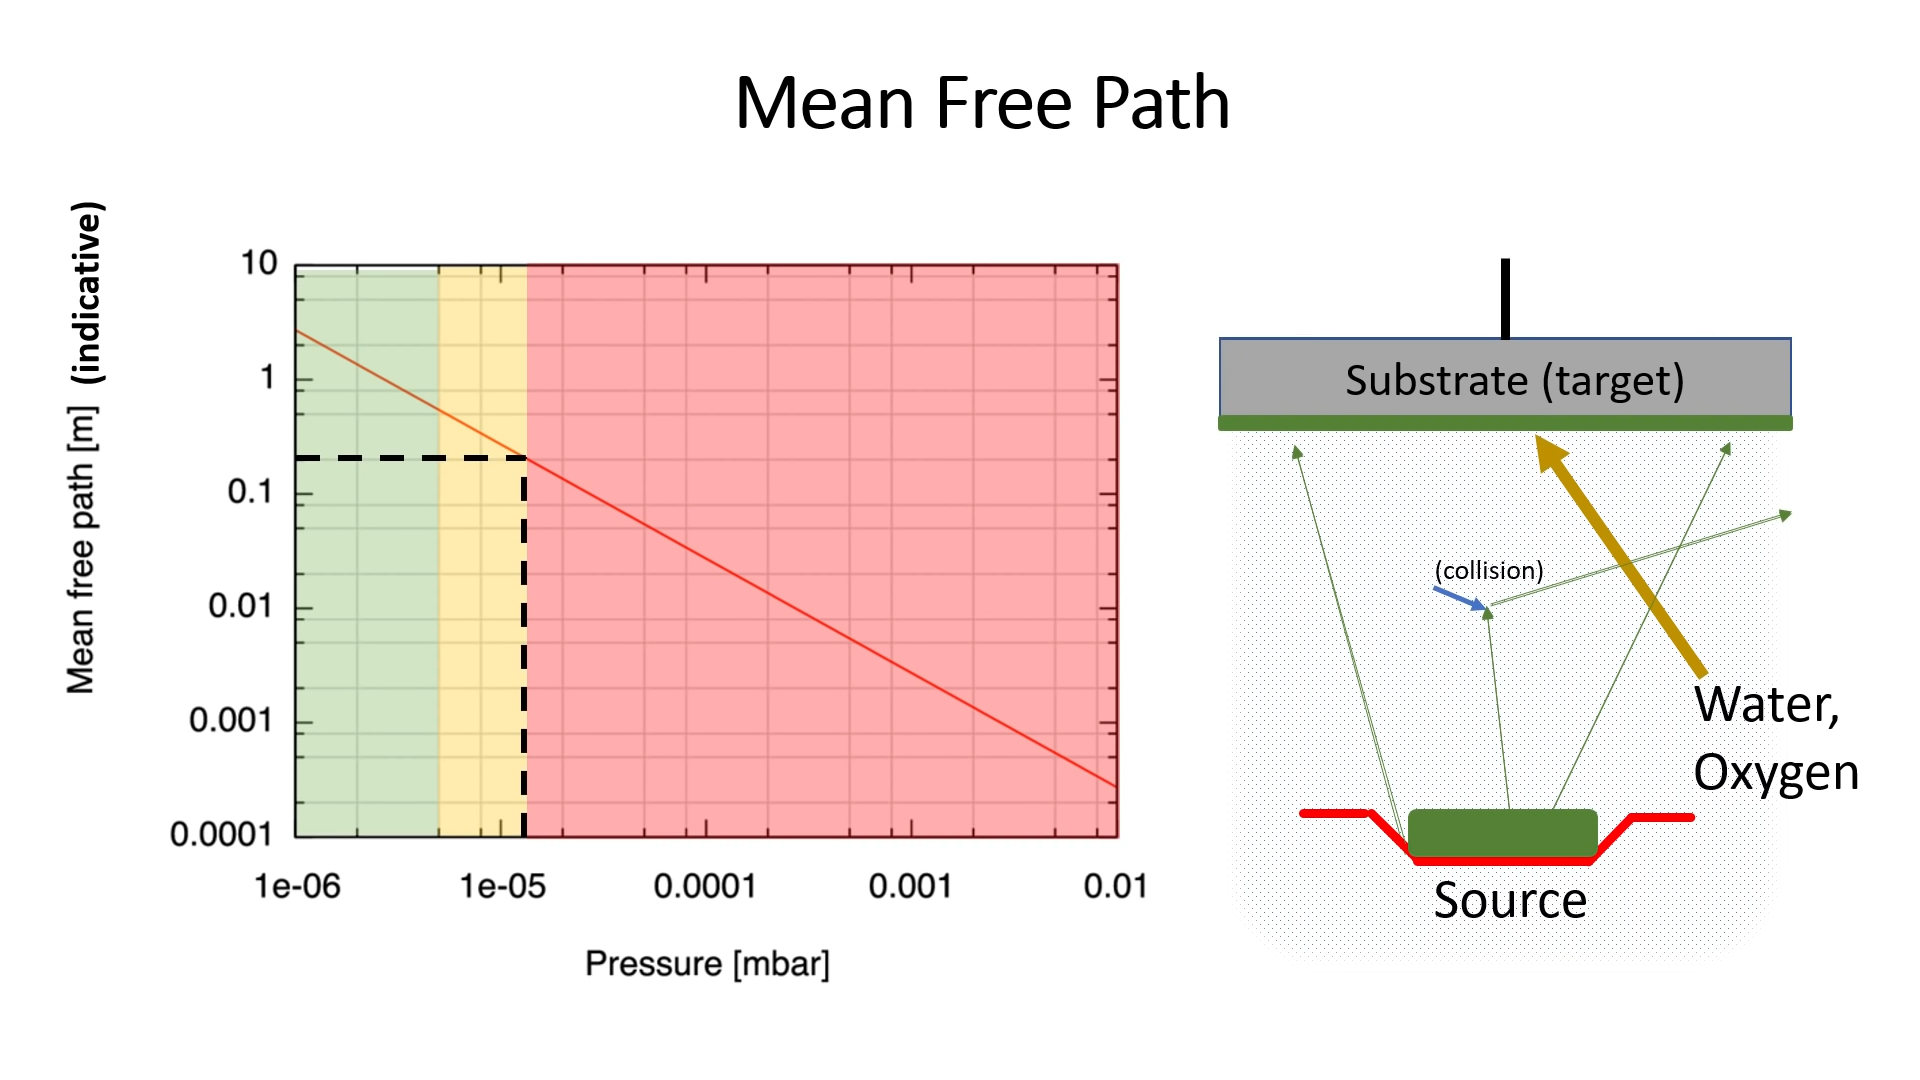 Mean Free Path
Mean free path [m] (indicative)
10
1
0.1
0.01
0.001
0.0001
1e-06
1e-05
0.0001
0.001
0.01
Pressure [mbar]
Substrate (target)
(collision)
Water,
Oxygen
Source